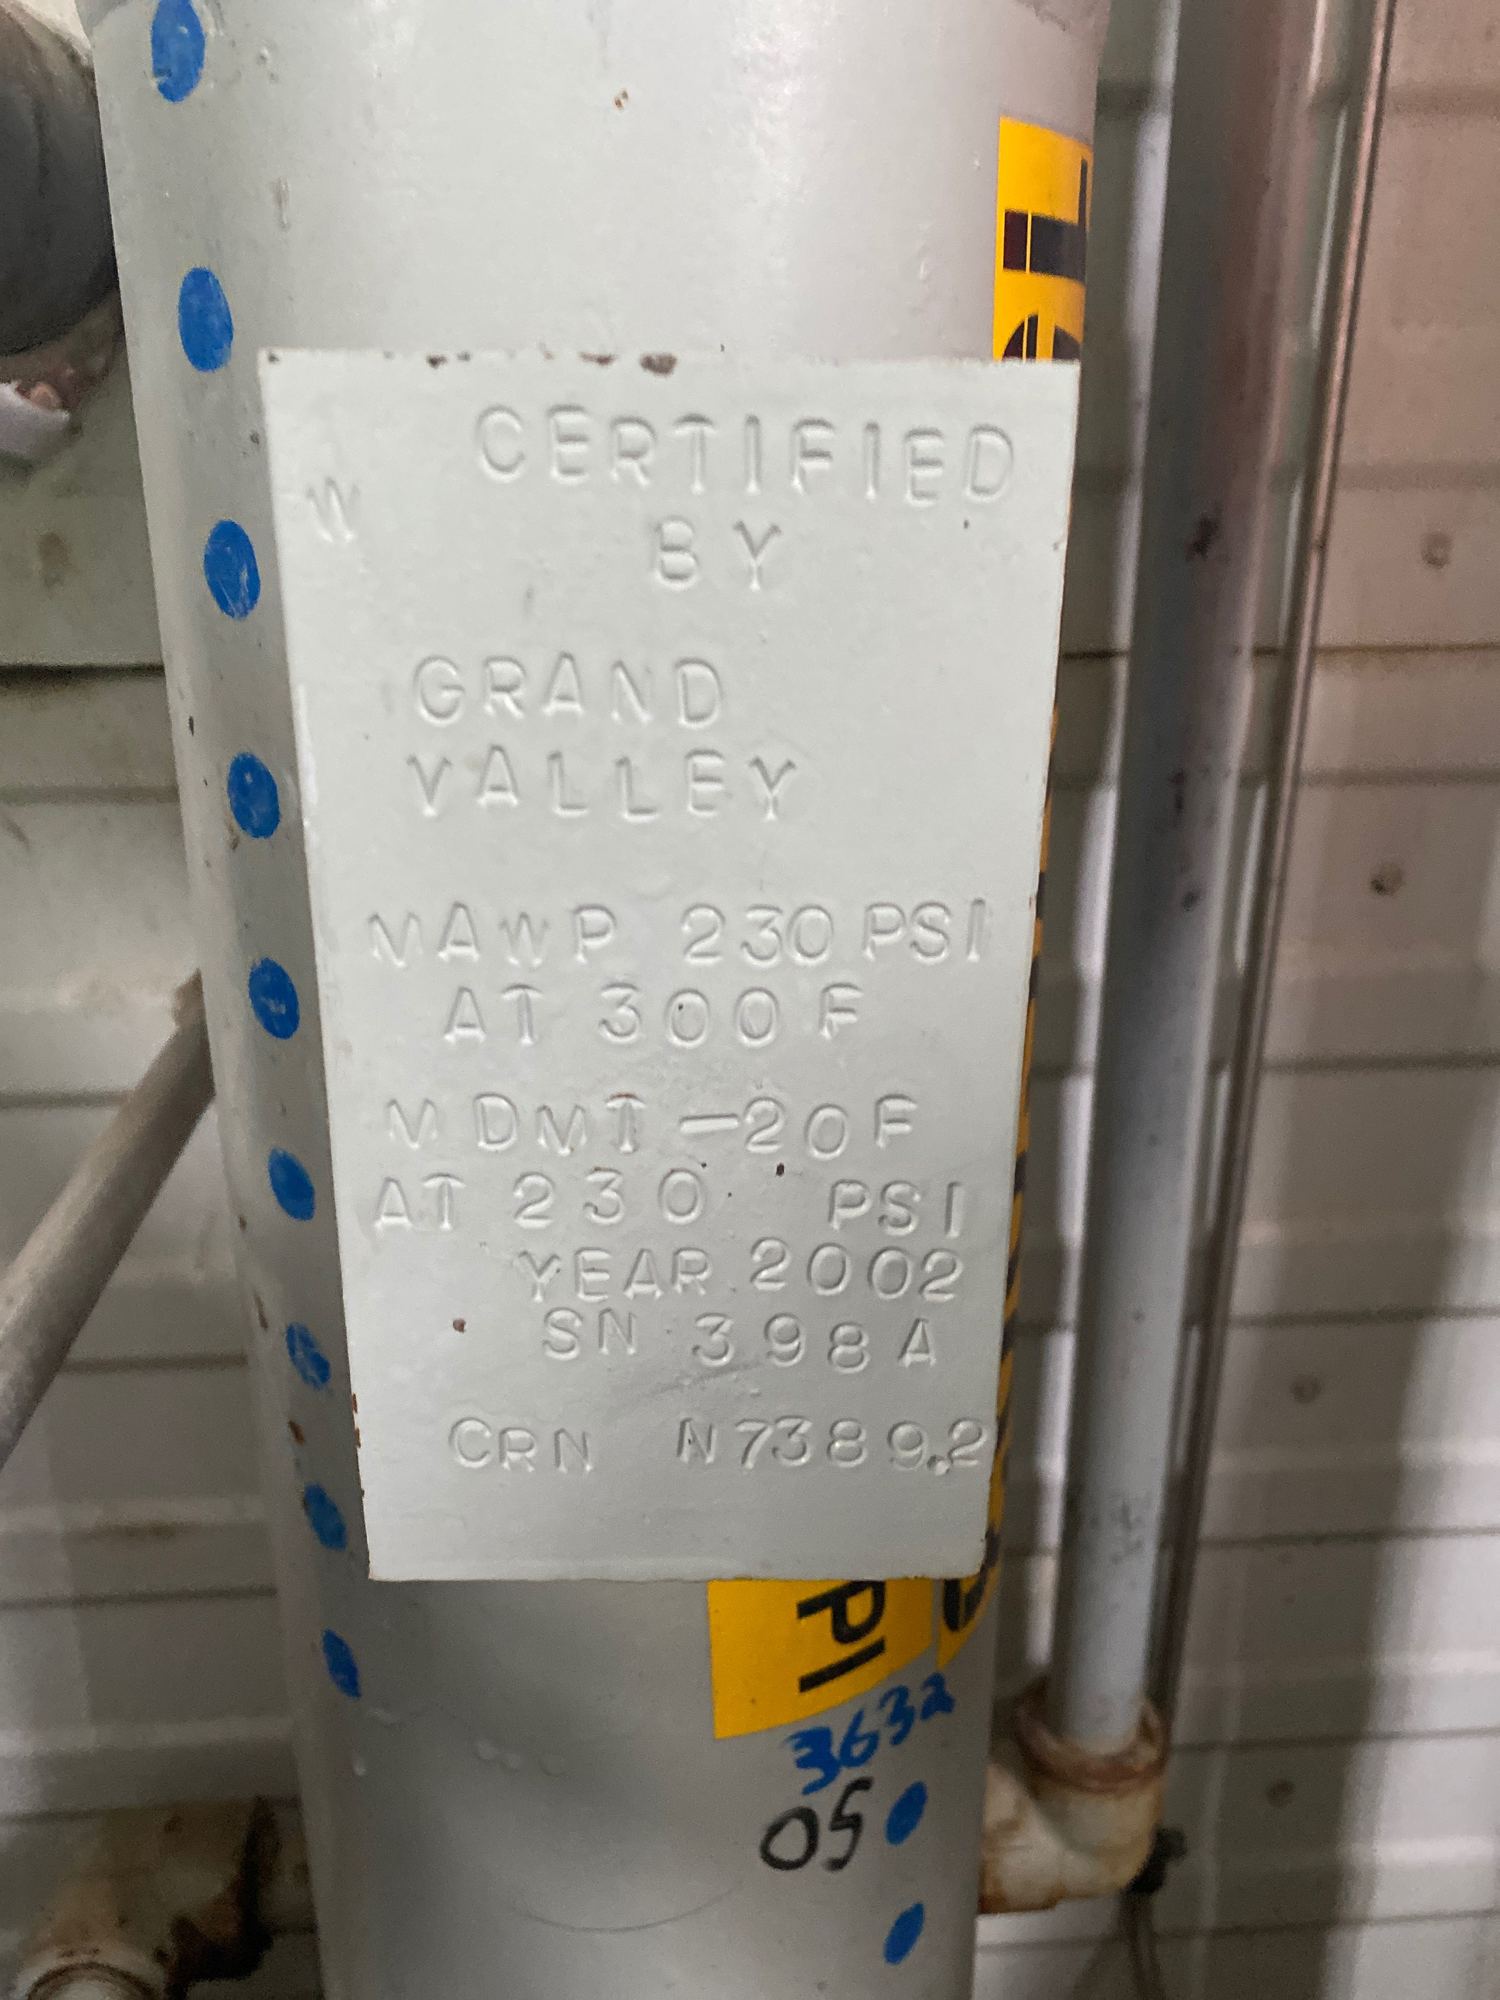 CERTIFIED
W
BY
GRAND
VALLEY
MAWP 230 PSI
AT 300 F
MDMT -20 F
AT 230 PSI
YEAR 2002
SN 398 A
CRN N7389.2
PI
3632
05